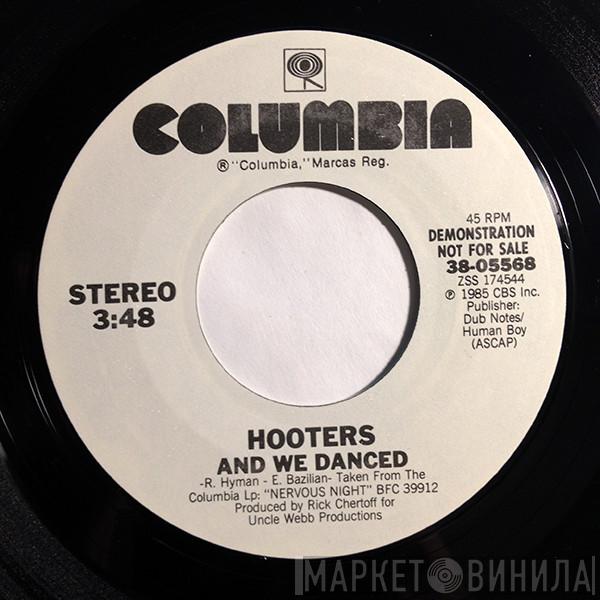 COLUMBIA
® "Columbia," Marcas Reg.
45 RPM
DEMONSTRATION
NOT FOR SALE
38-05568
ZSS 174544
℗ 1985 CBS Inc.
Publisher:
Dub Notes/
Human Boy
(ASCAP)
STEREO
3:48
HOOTERS
AND WE DANCED
-R. Hyman - E. Bazilian- Taken From The
Columbia Lp: "NERVOUS NIGHT" BFC 39912
Produced by Rick Chertoff for
Uncle Webb Productions
МАРКЕТ ВИНИЛА